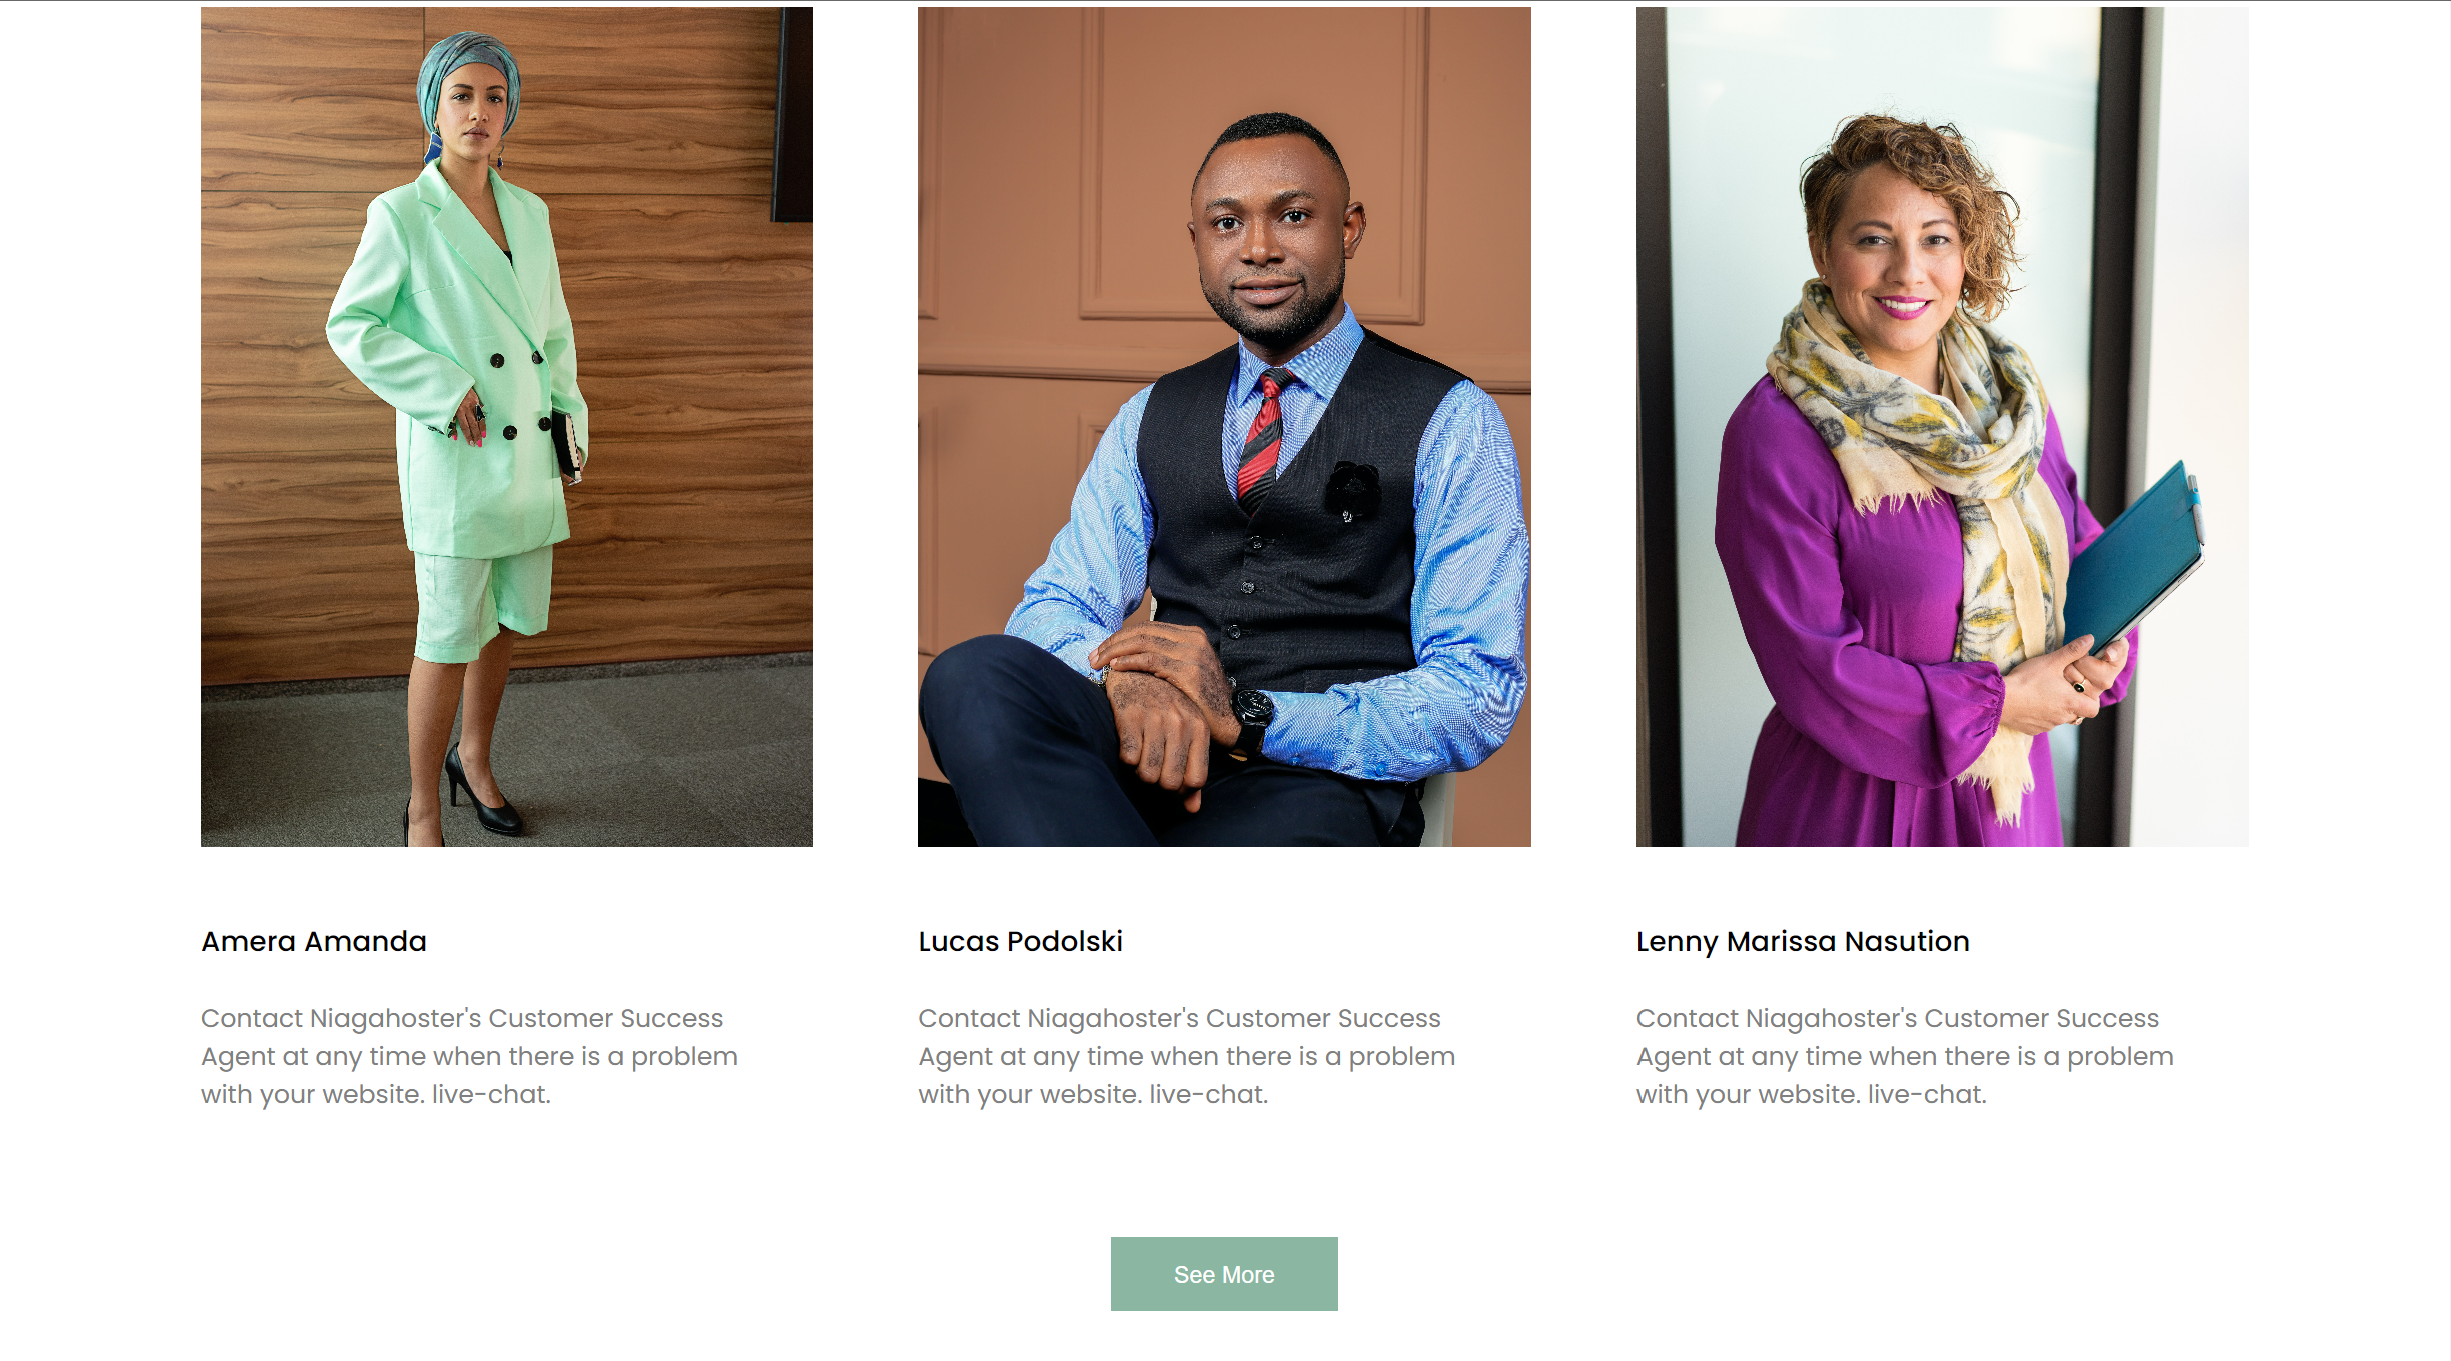 Amera Amanda
Contact Niagahoster's Customer Success
Agent at any time when there is a problem
with your website. live-chat.
Lucas Podolski
Contact Niagahoster's Customer Success
Agent at any time when there is a problem
with your website. live-chat.
Lenny Marissa Nasution
Contact Niagahoster's Customer Success
Agent at any time when there is a problem
with your website. live-chat.
See More